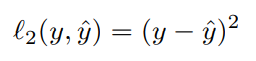 ℓ₂(y, ŷ) = (y − ŷ)²